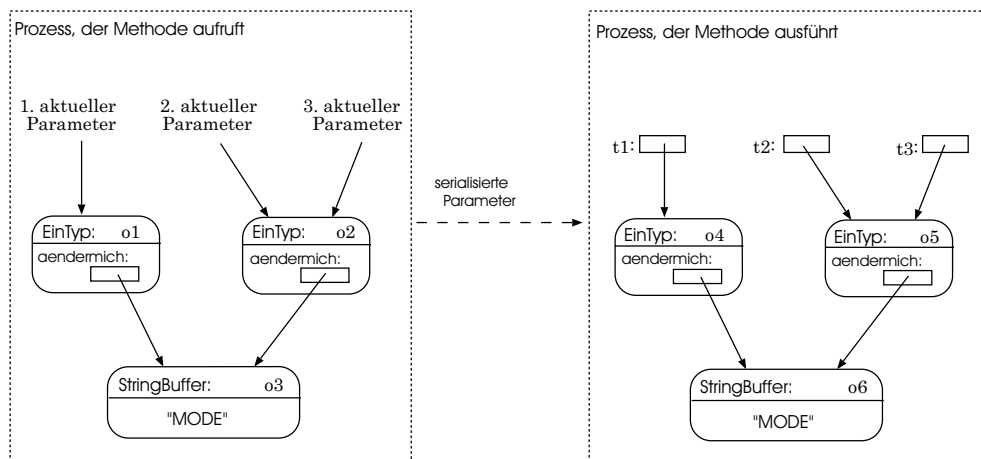 Prozess, der Methode aufruft
1. aktueller
Parameter
2. aktueller
Parameter
3. aktueller
Parameter
EinTyp: o1
aendermich:
EinTyp: o2
aendermich:
StringBuffer: o3
"MODE"
serialisierte
Parameter
Prozess, der Methode ausführt
t1:
t2:
t3:
EinTyp: o4
aendermich:
EinTyp: o5
aendermich:
StringBuffer: o6
"MODE"